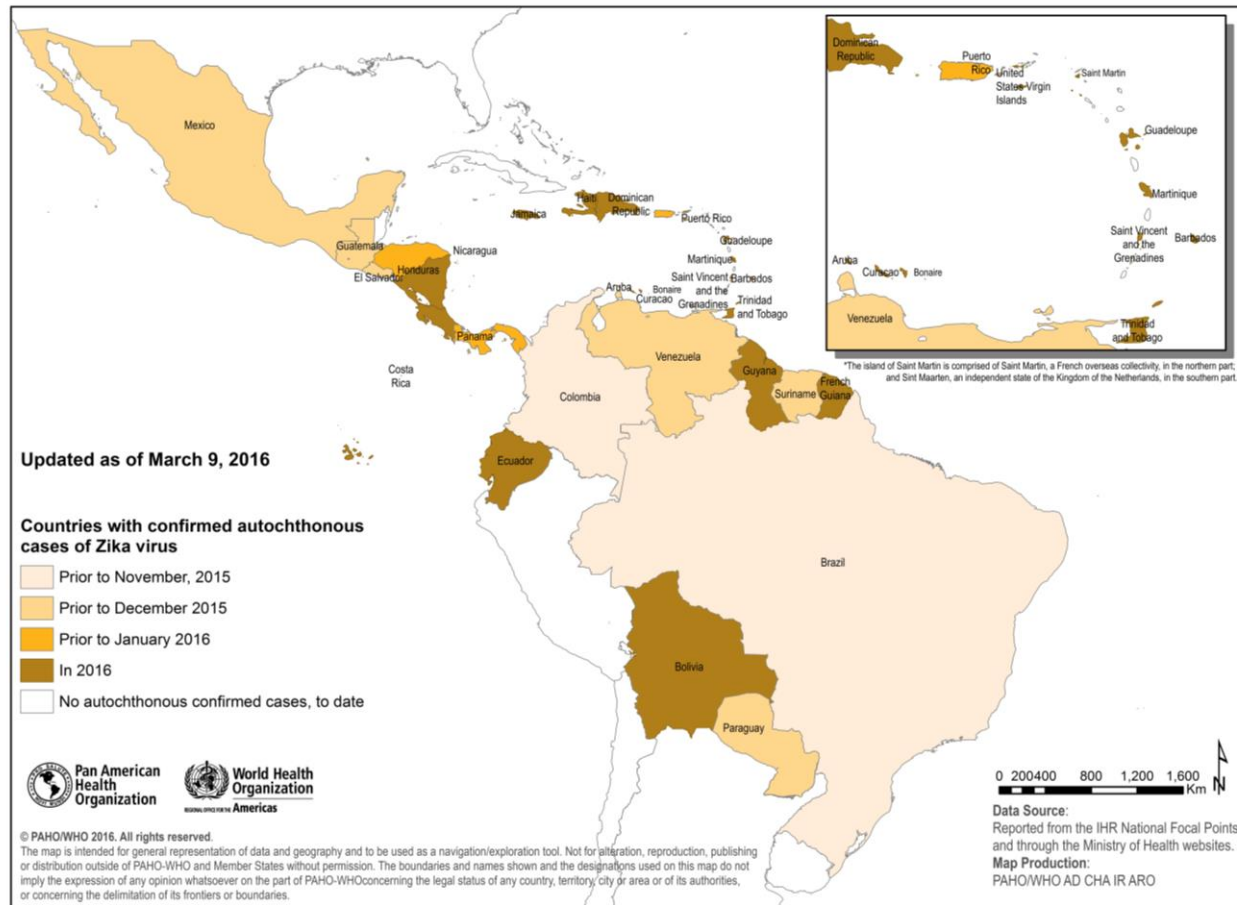 Mexico
Guatemala
El Salvador
Honduras
Nicaragua
Costa
Rica
Panama
Jamaica
Haiti
Dominican
Republic
Puerto Rico
Guadeloupe
Martinique
Saint Vincent
and the
Grenadines
Barbados
Aruba
Bonaire
Curacao
Trinidad
and Tobago
Venezuela
Colombia
Guyana
Suriname
French
Guiana
Ecuador
Brazil
Bolivia
Paraguay
Dominican
Republic
Puerto
Rico
United
States Virgin
Islands
Saint Martin
Guadeloupe
Martinique
Saint Vincent
and the
Grenadines
Barbados
Aruba
Curacao
Bonaire
Venezuela
Trinidad
and Tobago
*The island of Saint Martin is comprised of Saint Martin, a French overseas collectivity, in the northern part;
and Sint Maarten, an independent state of the Kingdom of the Netherlands, in the southern part.
Updated as of March 9, 2016
Countries with confirmed autochthonous
cases of Zika virus
Prior to November, 2015
Prior to December 2015
Prior to January 2016
In 2016
No autochthonous confirmed cases, to date
Pan American
Health
Organization
World Health
Organization
REGIONAL OFFICE FOR THE Americas
© PAHO/WHO 2016. All rights reserved.
The map is intended for general representation of data and geography and to be used as a navigation/exploration tool. Not for alteration, reproduction, publishing
or distribution outside of PAHO-WHO and Member States without permission. The boundaries and names shown and the designations used on this map do not
imply the expression of any opinion whatsoever on the part of PAHO-WHOconcerning the legal status of any country, territory, city or area or of its authorities,
or concerning the delimitation of its frontiers or boundaries.
N
0 200400 800 1,200 1,600
Km
Data Source:
Reported from the IHR National Focal Points
and through the Ministry of Health websites.
Map Production:
PAHO/WHO AD CHA IR ARO